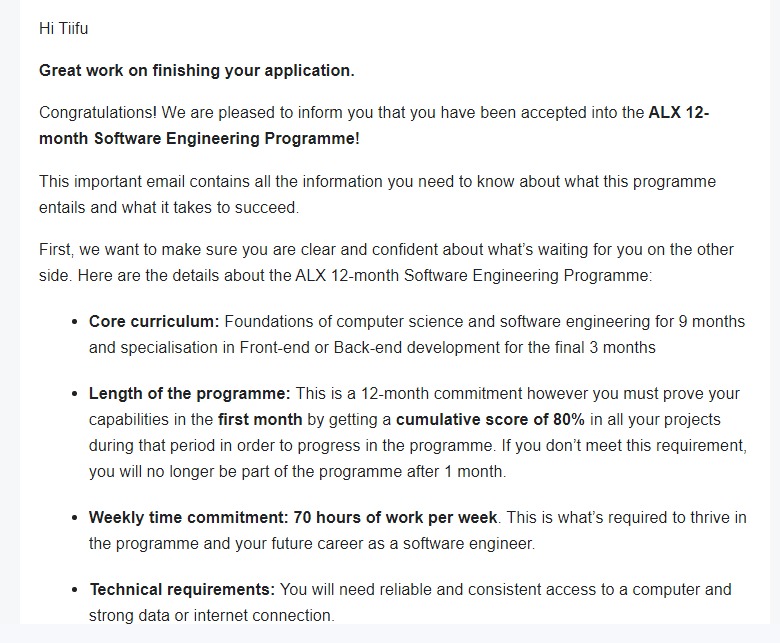 Hi Tiifu
Great work on finishing your application.
Congratulations! We are pleased to inform you that you have been accepted into the ALX 12-
month Software Engineering Programme!
This important email contains all the information you need to know about what this programme
entails and what it takes to succeed.
First, we want to make sure you are clear and confident about what’s waiting for you on the other
side. Here are the details about the ALX 12-month Software Engineering Programme:
• Core curriculum: Foundations of computer science and software engineering for 9 months
and specialisation in Front-end or Back-end development for the final 3 months
• Length of the programme: This is a 12-month commitment however you must prove your
capabilities in the first month by getting a cumulative score of 80% in all your projects
during that period in order to progress in the programme. If you don’t meet this requirement,
you will no longer be part of the programme after 1 month.
• Weekly time commitment: 70 hours of work per week. This is what’s required to thrive in
the programme and your future career as a software engineer.
• Technical requirements: You will need reliable and consistent access to a computer and
strong data or internet connection.